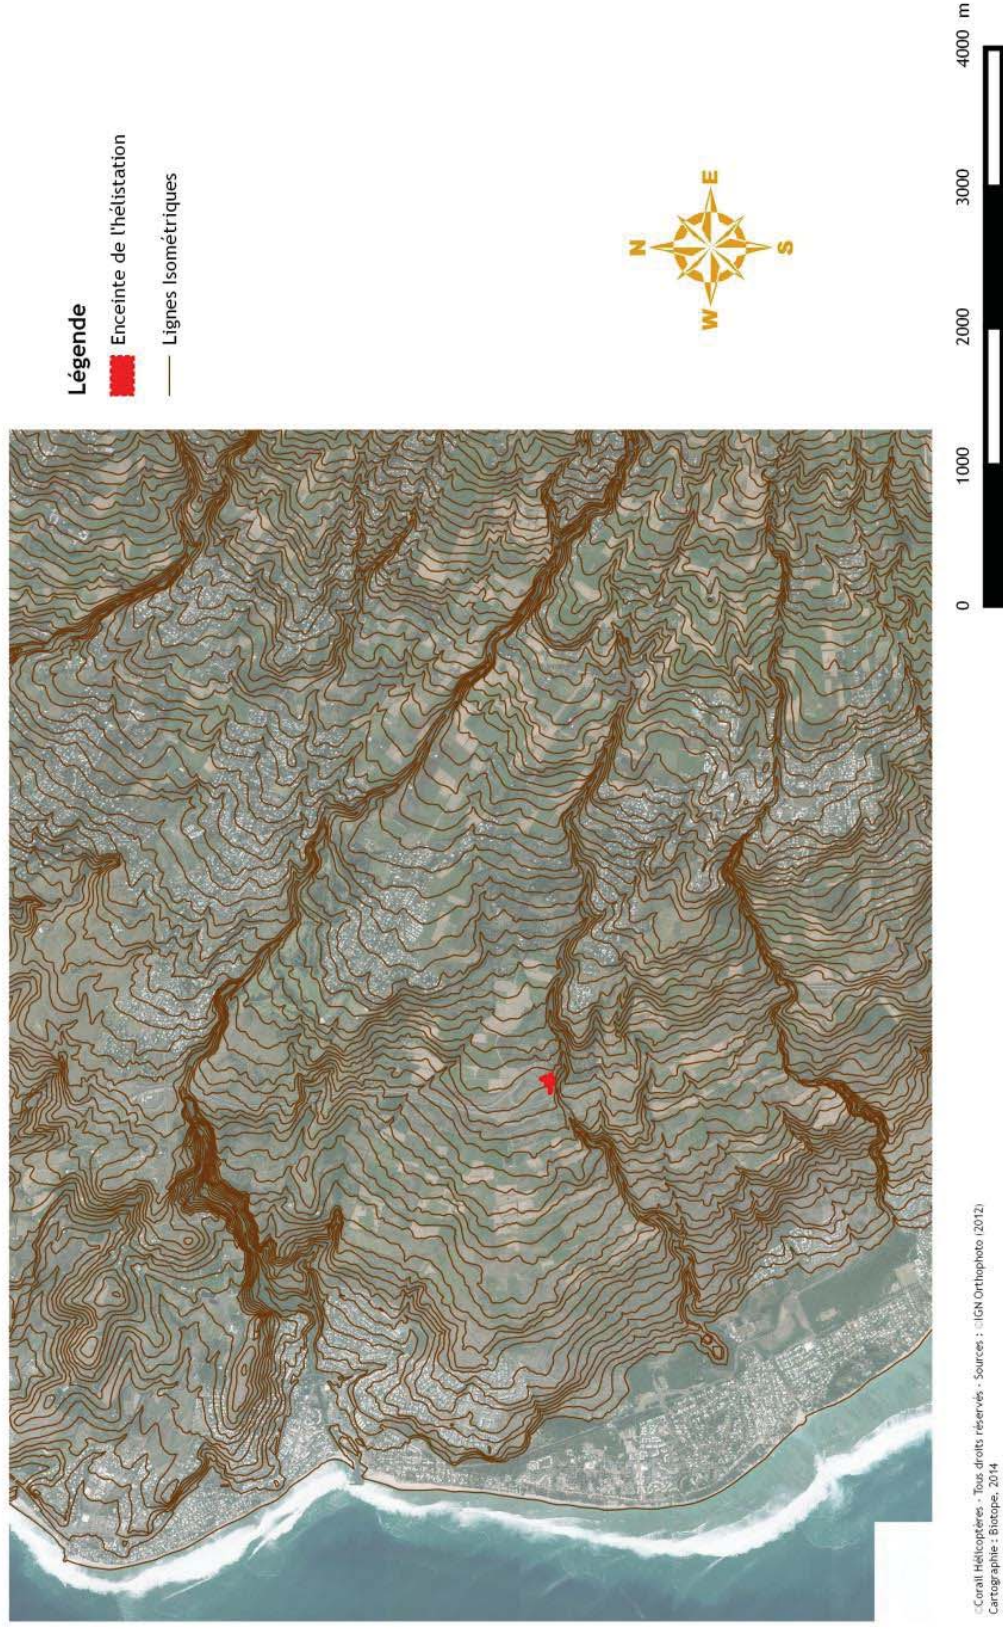 Légende
Enceinte de l'hélistation
Lignes Isométriques
N
W
E
S
0 1000 2000 3000 4000 m
©Corail Hélicoptères - Tous droits réservés - Sources : ©IGN Orthophoto (2012)
Cartographie : Biotope, 2014